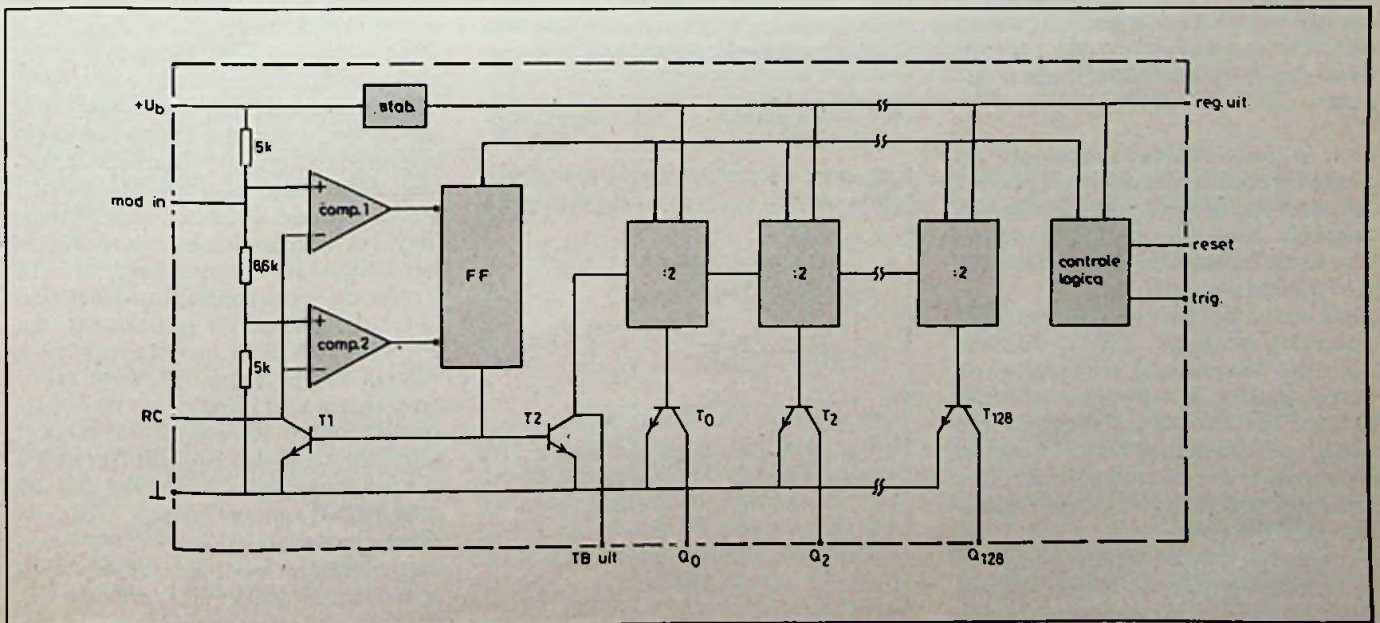 +Ub
stab.
reg. uit.
5k
mod in
comp. 1
8,6k
FF
:2
:2
:2
controle
logica
reset
trig.
comp. 2
5k
RC
T1
T2
T0
T2
T128
⊥
TB uit
Q0
Q2
Q128